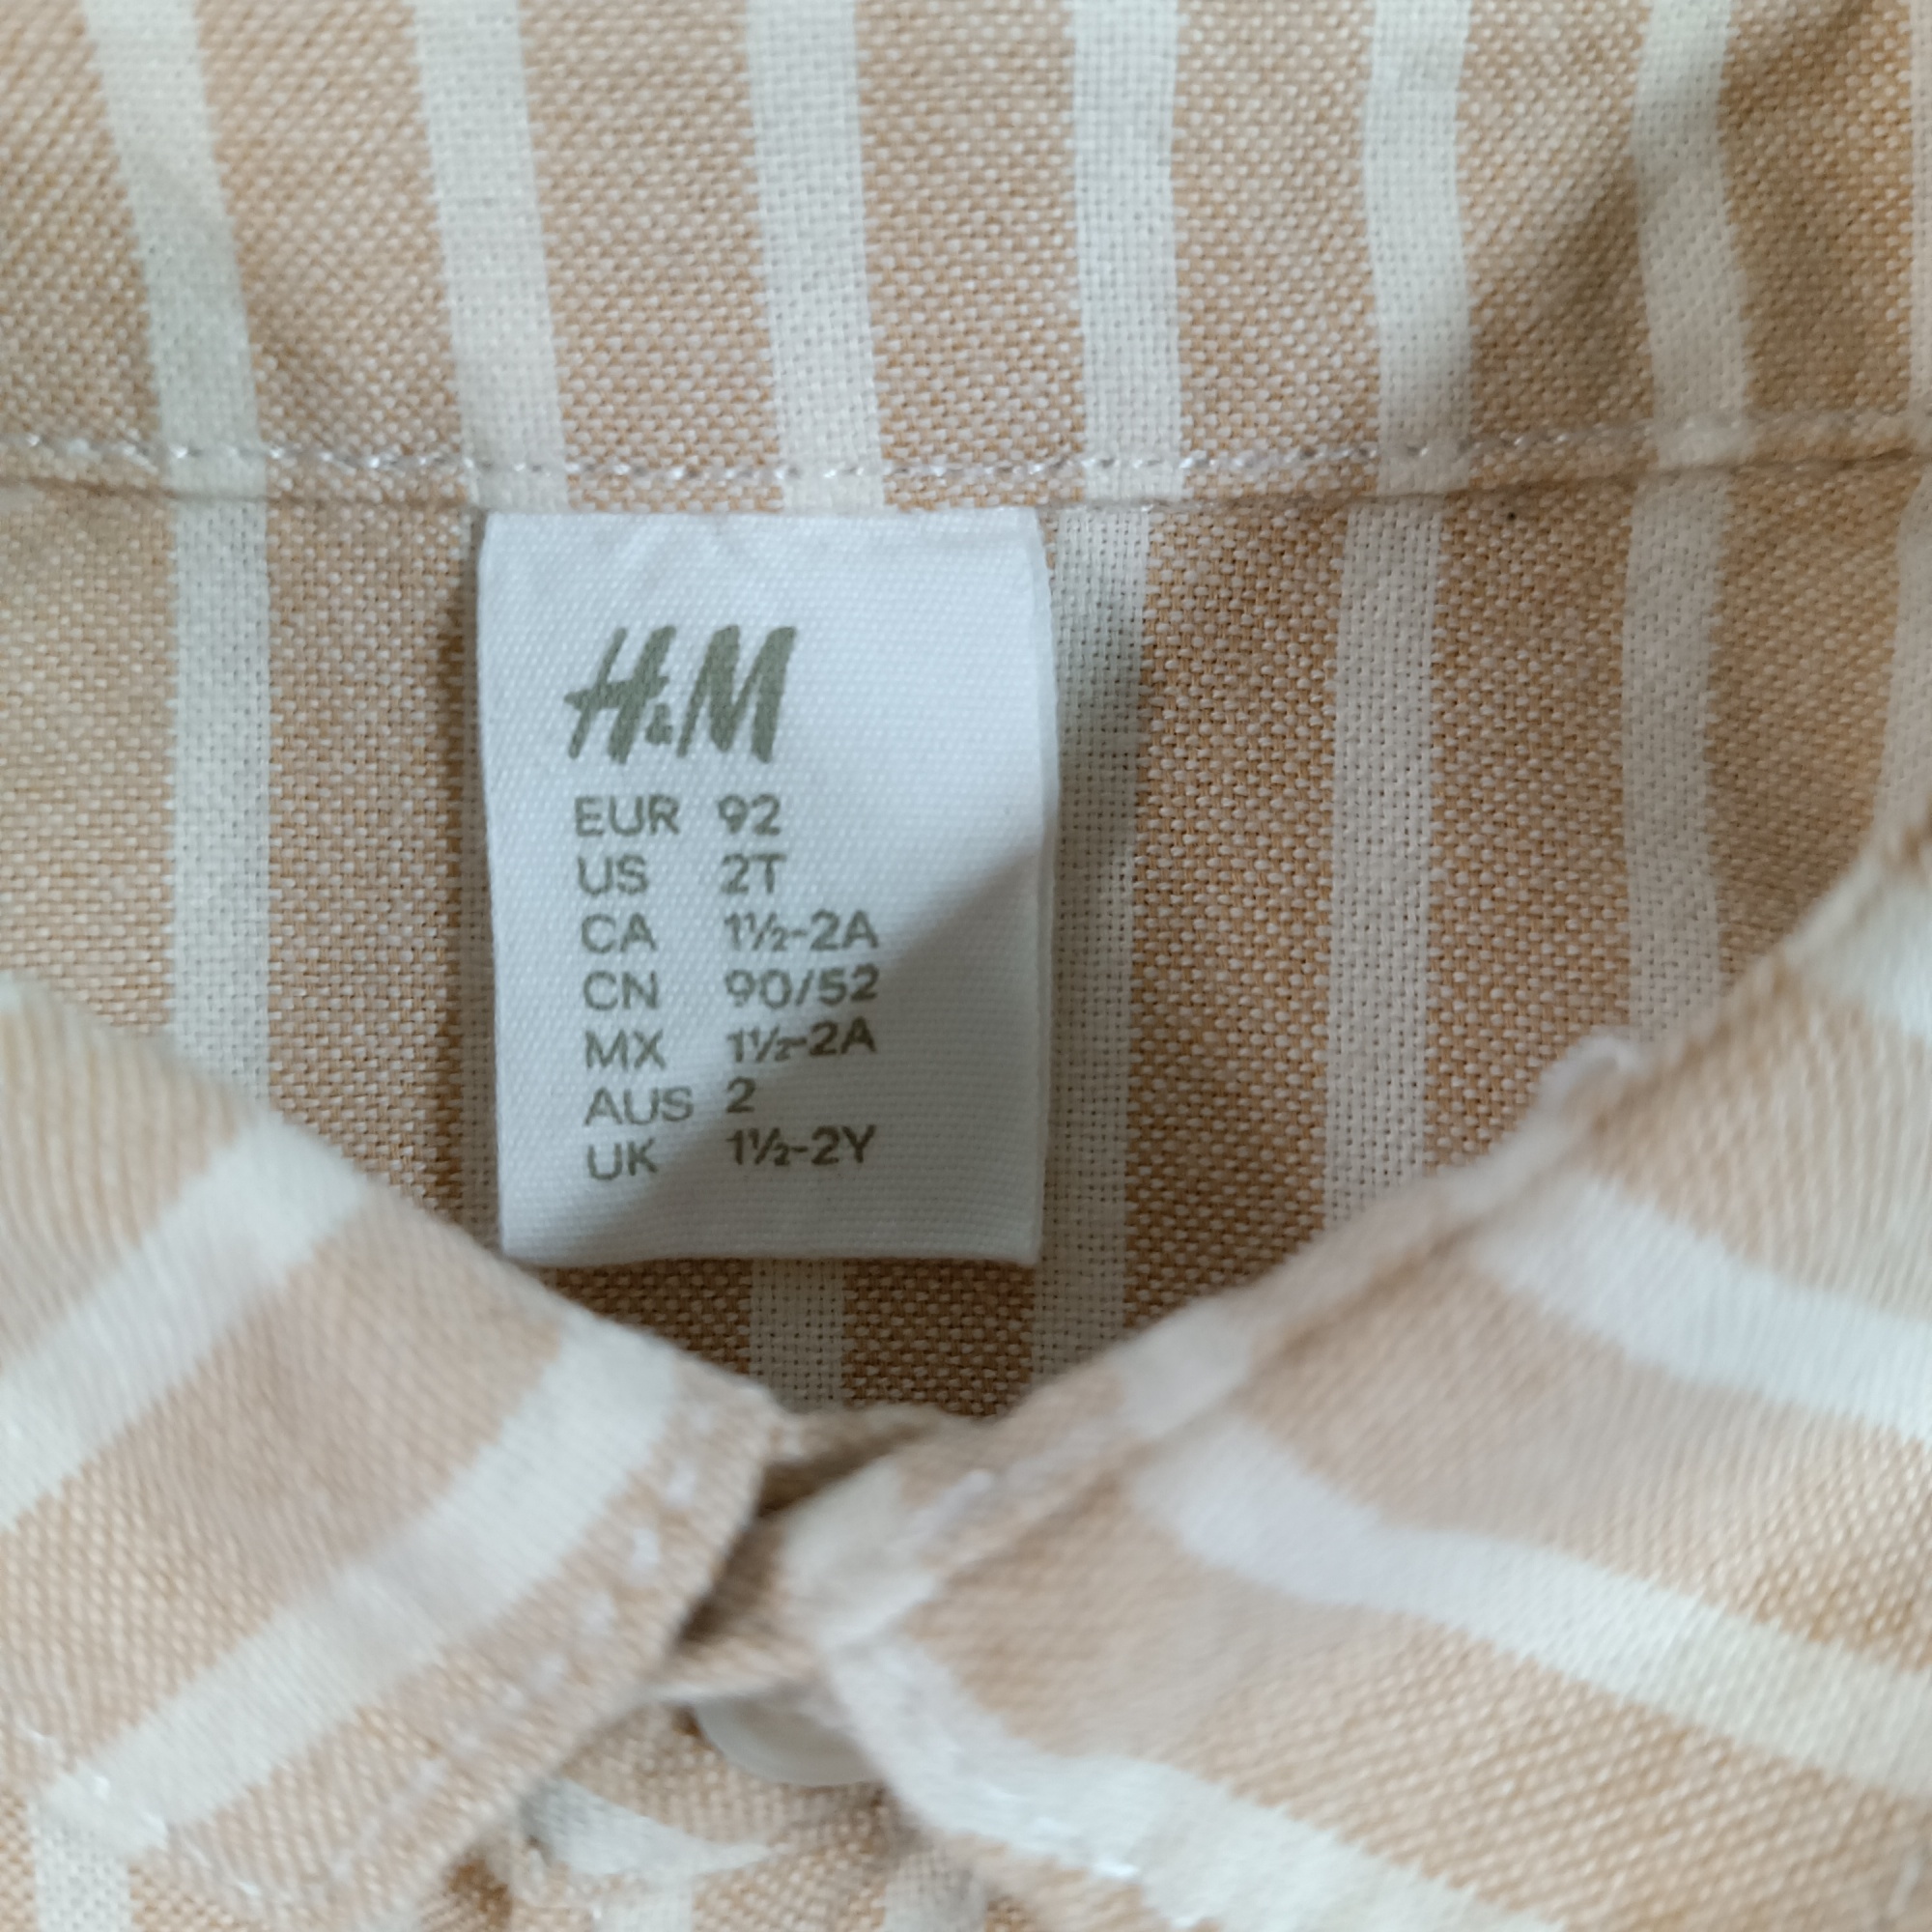 H&M
EUR 92
US 2T
CA 1½-2A
CN 90/52
MX 1½-2A
AUS 2
UK 1½-2Y